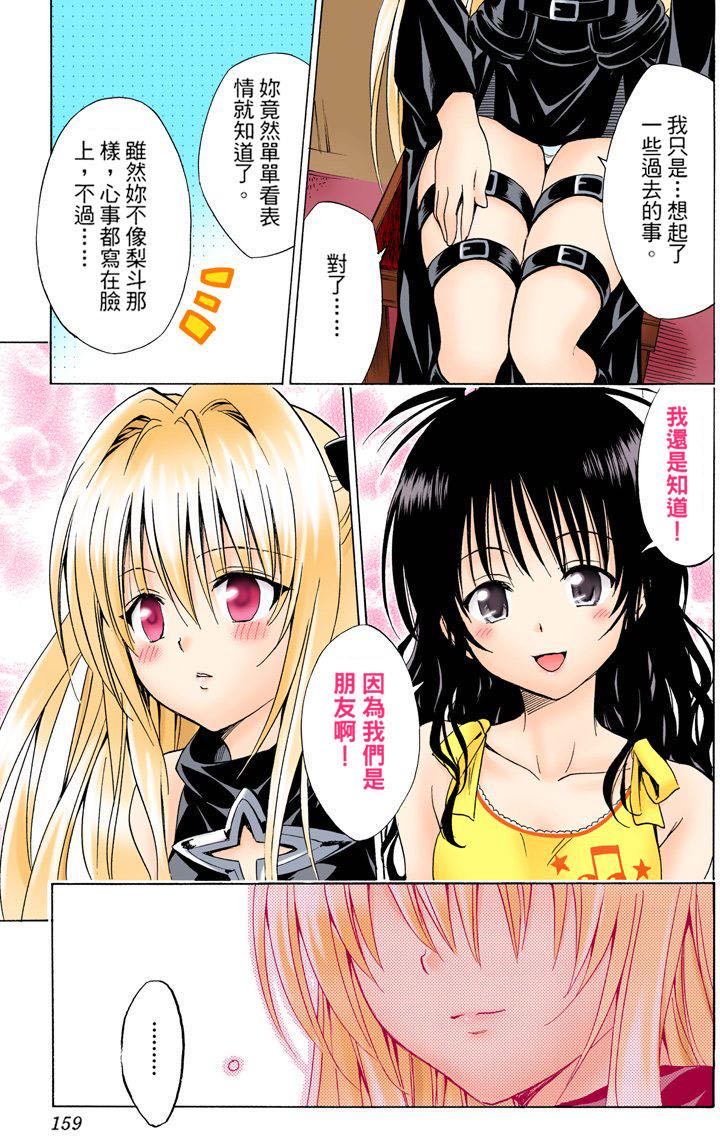 我只是…想起了
一些過去的事。
對了……
妳竟然單單看表
情就知道了。
雖然妳不像梨斗那
樣，心事都寫在臉
上，不過……
我還是知道！
因為我們是
朋友啊！
………
159